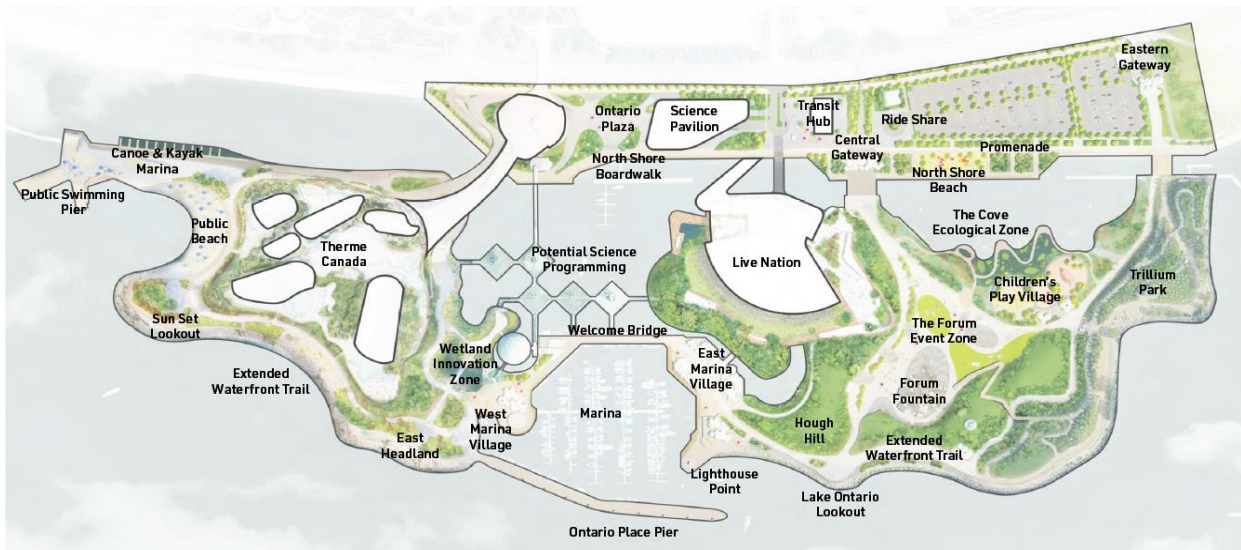 Eastern
Gateway
Ontario
Plaza
Science
Pavilion
Transit
Hub
Ride Share
Central
Gateway
Promenade
Canoe & Kayak
Marina
North Shore
Boardwalk
North Shore
Beach
Public Swimming
Pier
Public
Beach
The Cove
Ecological Zone
Therme
Canada
Potential Science
Programming
Live Nation
Children's
Play Village
Trillium
Park
Sun Set
Lookout
Welcome Bridge
The Forum
Event Zone
Wetland
Innovation
Zone
East
Marina
Village
Extended
Waterfront Trail
Forum
Fountain
West
Marina
Village
Marina
Hough
Hill
East
Headland
Extended
Waterfront Trail
Lighthouse
Point
Lake Ontario
Lookout
Ontario Place Pier